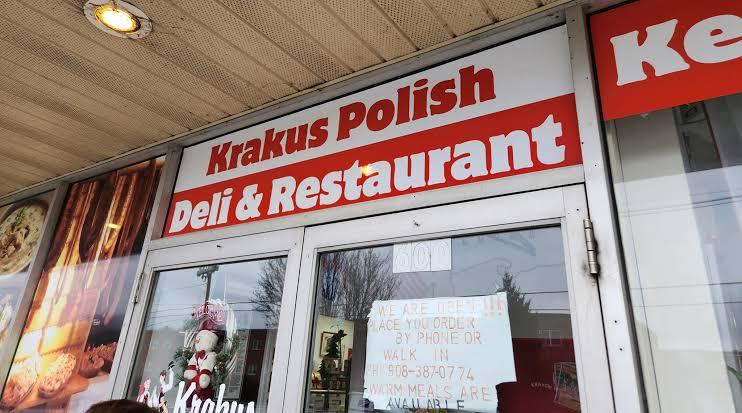 Krakus Polish
Deli & Restaurant
Ke
600
WE ARE OPEN!!!
PLACE YOU ORDER
BY PHONE OR
WALK IN
PH# 908-387-0774
WARM MEALS ARE
AVAILABLE
Krakus